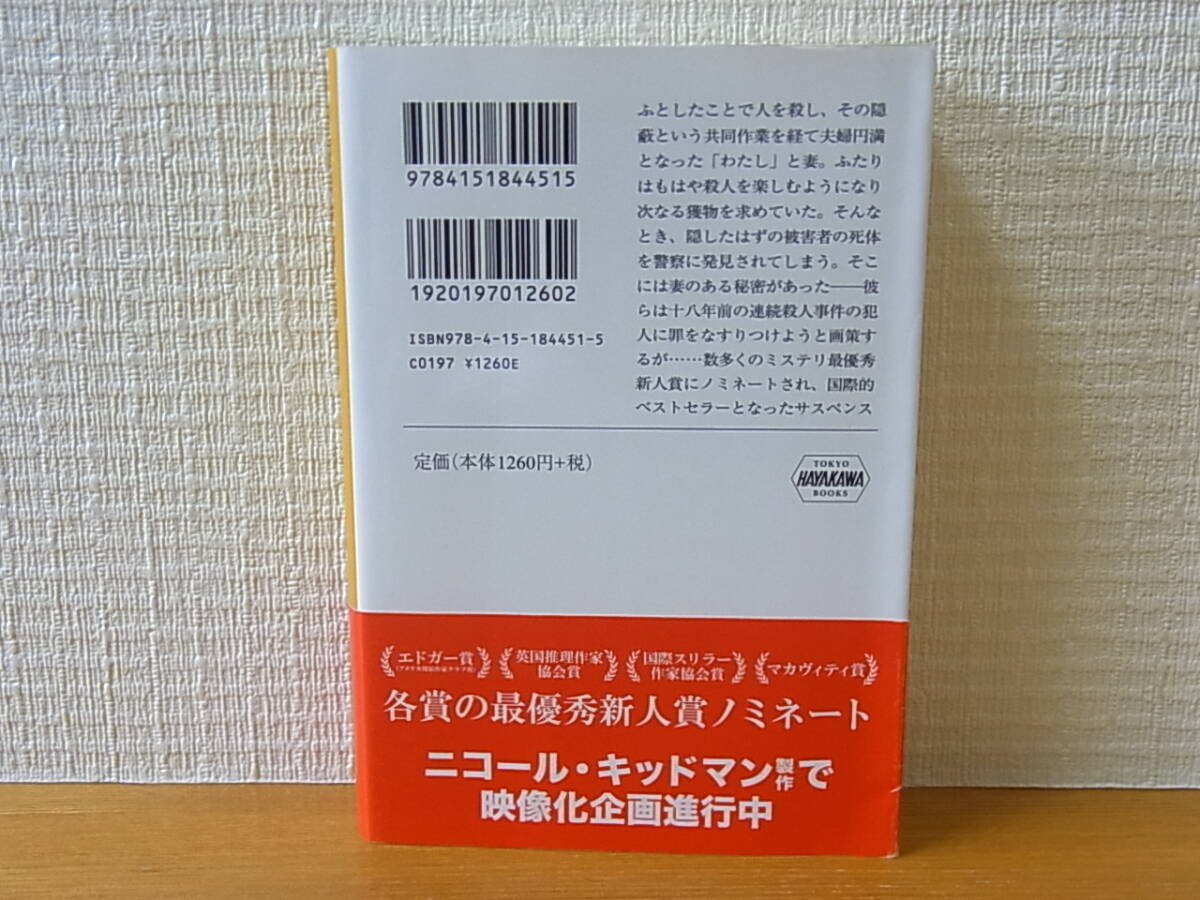 9784151844515
1920197012602
ISBN978-4-15-184451-5
C0197 ¥1260E
ふとしたことで人を殺し、その隠
蔽という共同作業を経て夫婦円満
となった「わたし」と妻。ふたり
はもはや殺人を楽しむようになり
次なる獲物を求めていた。そんな
とき、隠したはずの被害者の死体
を警察に発見されてしまう。そこ
には妻のある秘密があった——彼
らは十八年前の連続殺人事件の犯
人に罪をなすりつけようと画策す
るが……数多くのミステリ最優秀
新人賞にノミネートされ、国際的
ベストセラーとなったサスペンス
定価(本体1260円+税)
TOKYO
HAYAKAWA
BOOKS
エドガー賞
英国推理作家
協会賞
国際スリラー
作家協会賞
マカヴィティ賞
各賞の最優秀新人賞ノミネート
ニコール・キッドマン製作で
映像化企画進行中